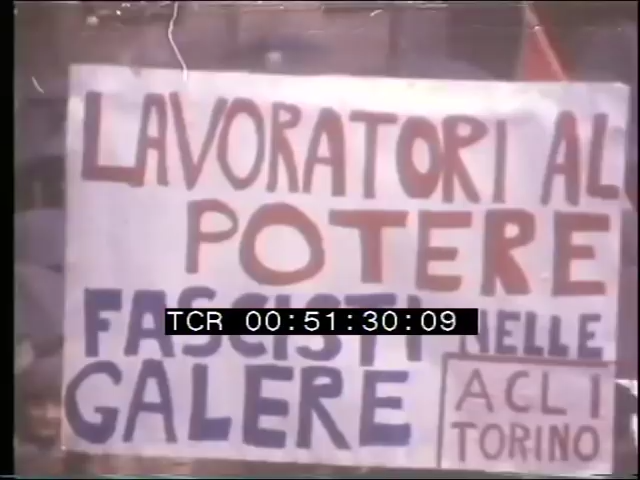 LAVORATORI AL
POTERE
FASCISTI NELLE
TCR 00:51:30:09
GALERE
ACLI
TORINO